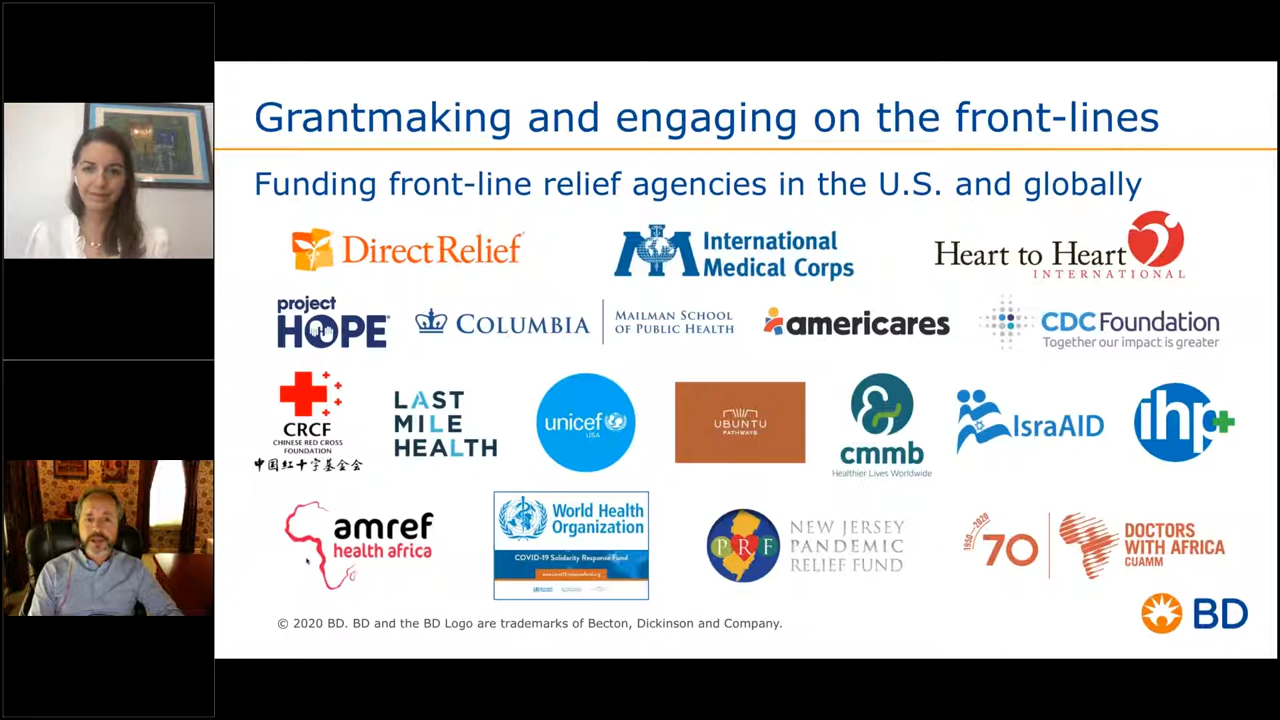 Grantmaking and engaging on the front-lines
Funding front-line relief agencies in the U.S. and globally
DirectRelief
International
Medical Corps
Heart to Heart
INTERNATIONAL
project
HOPE
COLUMBIA
MAILMAN SCHOOL
OF PUBLIC HEALTH
americares
CDC Foundation
Together our impact is greater
CRCF
CHINESE RED CROSS
FOUNDATION
中国红十字基金会
LAST
MILE
HEALTH
unicef
USA
UBUNTU
PATHWAYS
cmmb
Healthier Lives Worldwide
IsraAID
ihp+
amref
health africa
World Health
Organization
COVID-19 Solidarity Response Fund
PRF
NEW JERSEY
PANDEMIC
RELIEF FUND
1950-2020
70
DOCTORS
WITH AFRICA
CUAMM
© 2020 BD. BD and the BD Logo are trademarks of Becton, Dickinson and Company.
BD